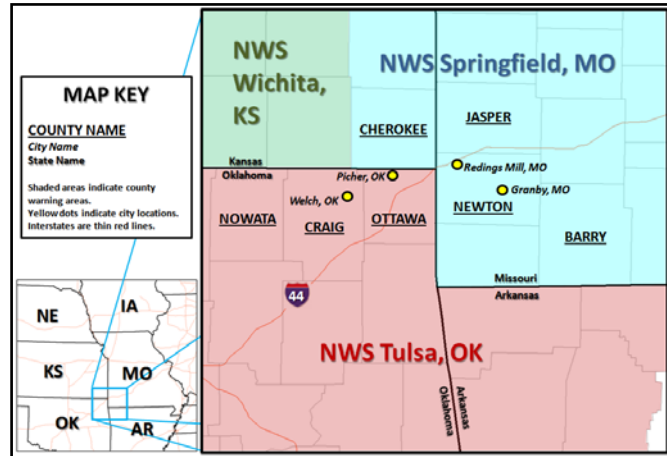 NWS
Wichita,
KS
NWS Springfield, MO
MAP KEY
COUNTY NAME
City Name
State Name
Shaded areas indicate county
warning areas.
Yellow dots indicate city locations.
Interstates are thin red lines.
CHEROKEE
JASPER
Kansas
Oklahoma
Picher, OK
Redings Mill, MO
Welch, OK
Granby, MO
NOWATA
CRAIG
OTTAWA
NEWTON
BARRY
Missouri
Arkansas
44
NWS Tulsa, OK
Oklahoma
Arkansas
NE
IA
KS
MO
OK
AR